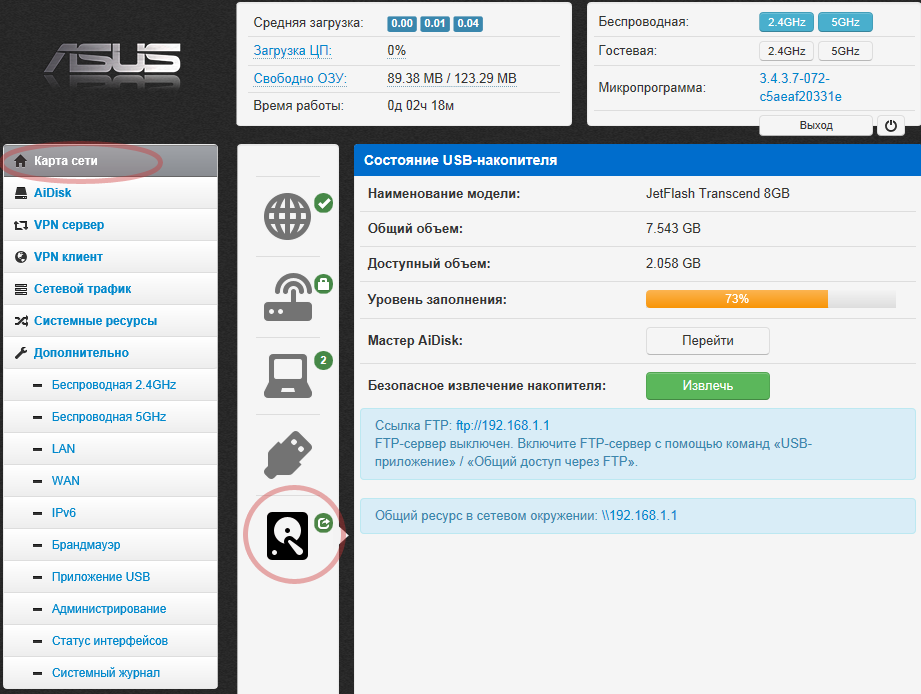 ASUS
Средняя загрузка: 0.00 0.01 0.04
Загрузка ЦП: 0%
Свободно ОЗУ: 89.38 MB / 123.29 MB
Время работы: 0д 02ч 18м
Беспроводная: 2.4GHz 5GHz
Гостевая: 2.4GHz 5GHz
Микропрограмма: 3.4.3.7-072-
c5aeaf20331e
Выход
Карта сети
AiDisk
VPN сервер
VPN клиент
Сетевой трафик
Системные ресурсы
Дополнительно
Беспроводная 2.4GHz
Беспроводная 5GHz
LAN
WAN
IPv6
Брандмауэр
Приложение USB
Администрирование
Статус интерфейсов
Системный журнал
2
Состояние USB-накопителя
Наименование модели: JetFlash Transcend 8GB
Общий объем: 7.543 GB
Доступный объем: 2.058 GB
Уровень заполнения: 73%
Мастер AiDisk: Перейти
Безопасное извлечение накопителя: Извлечь
Ссылка FTP: ftp://192.168.1.1
FTP-сервер выключен. Включите FTP-сервер с помощью команд «USB-
приложение» / «Общий доступ через FTP».
Общий ресурс в сетевом окружении: \\192.168.1.1